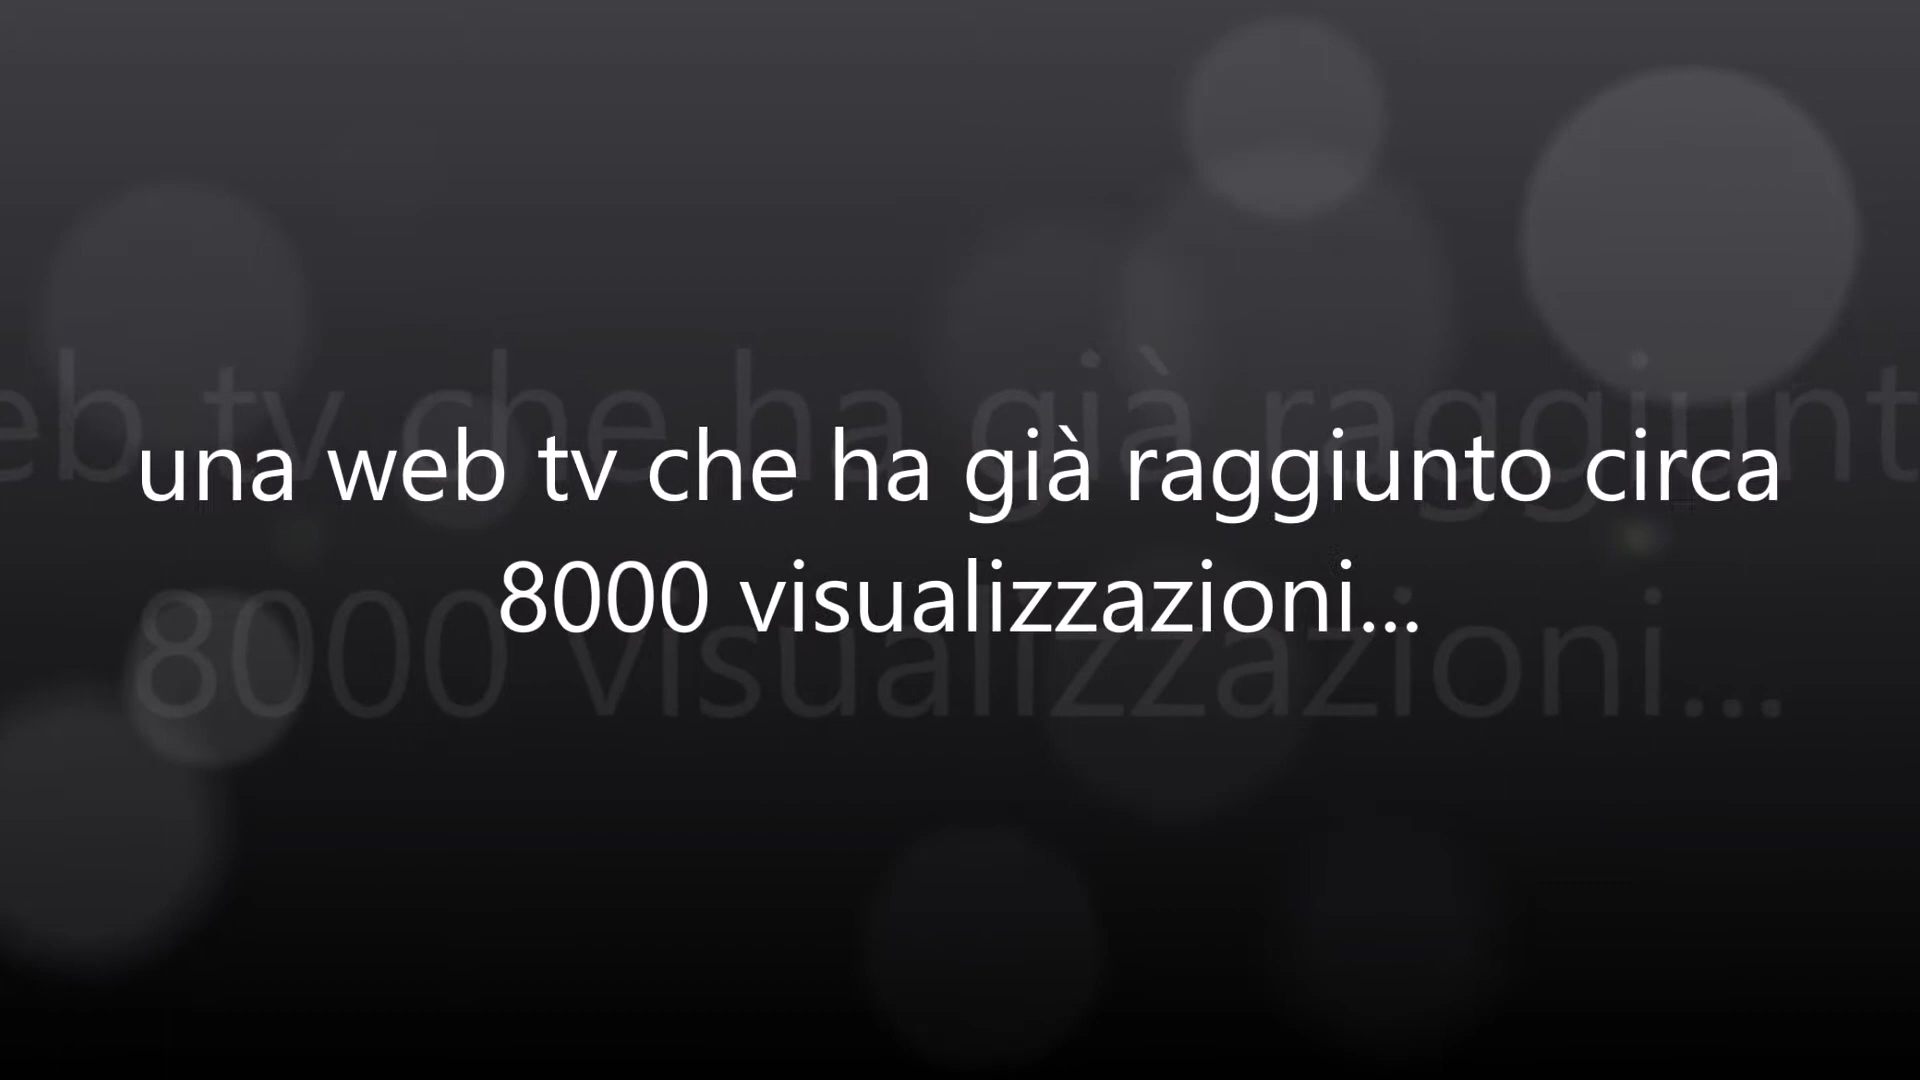 una web tv che ha già raggiunto circa
8000 visualizzazioni...